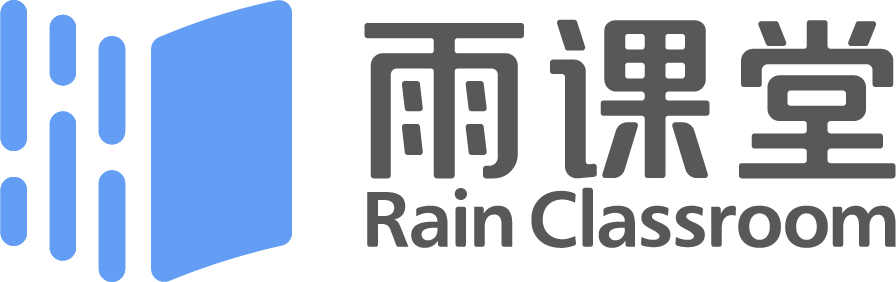 雨课堂
Rain Classroom